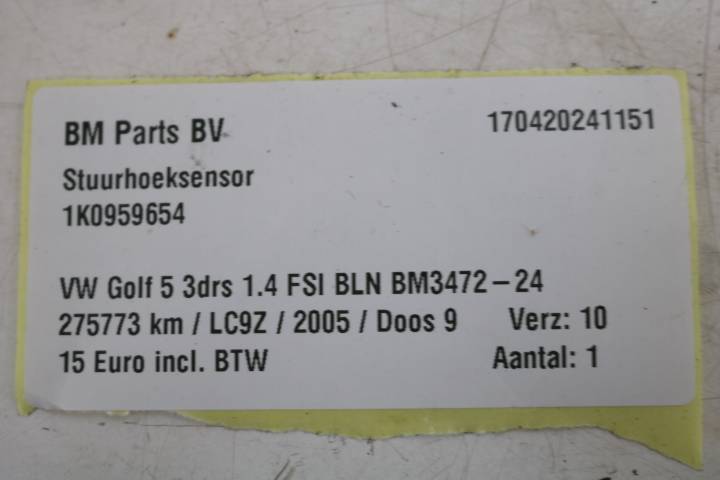 BM Parts BV 170420241151
Stuurhoeksensor
1K0959654
VW Golf 5 3drs 1.4 FSI BLN BM3472-24
275773 km / LC9Z / 2005 / Doos 9 Verz: 10
15 Euro incl. BTW Aantal: 1